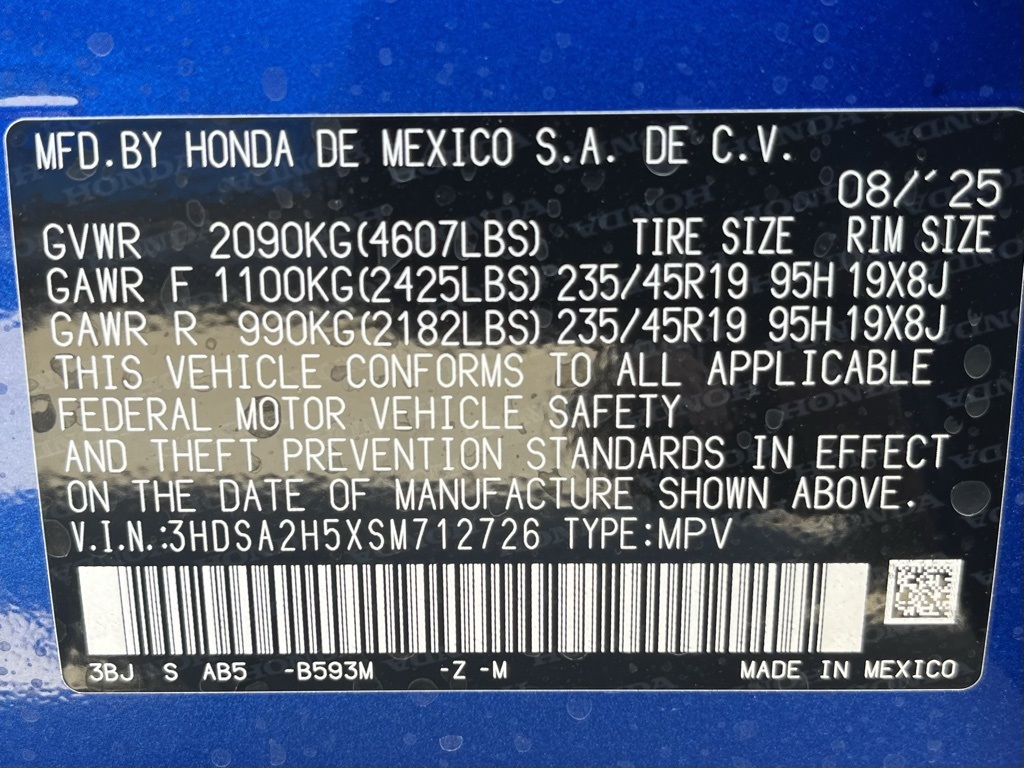 MFD.BY HONDA DE MEXICO S.A. DE C.V.
08/'25
GVWR 2090KG(4607LBS) TIRE SIZE RIM SIZE
GAWR F 1100KG(2425LBS) 235/45R19 95H 19X8J
GAWR R 990KG(2182LBS) 235/45R19 95H 19X8J
THIS VEHICLE CONFORMS TO ALL APPLICABLE
FEDERAL MOTOR VEHICLE SAFETY
AND THEFT PREVENTION STANDARDS IN EFFECT
ON THE DATE OF MANUFACTURE SHOWN ABOVE.
V.I.N.:3HDSA2H5XSM712726 TYPE:MPV
3BJ S AB5 -B593M -Z -M MADE IN MEXICO